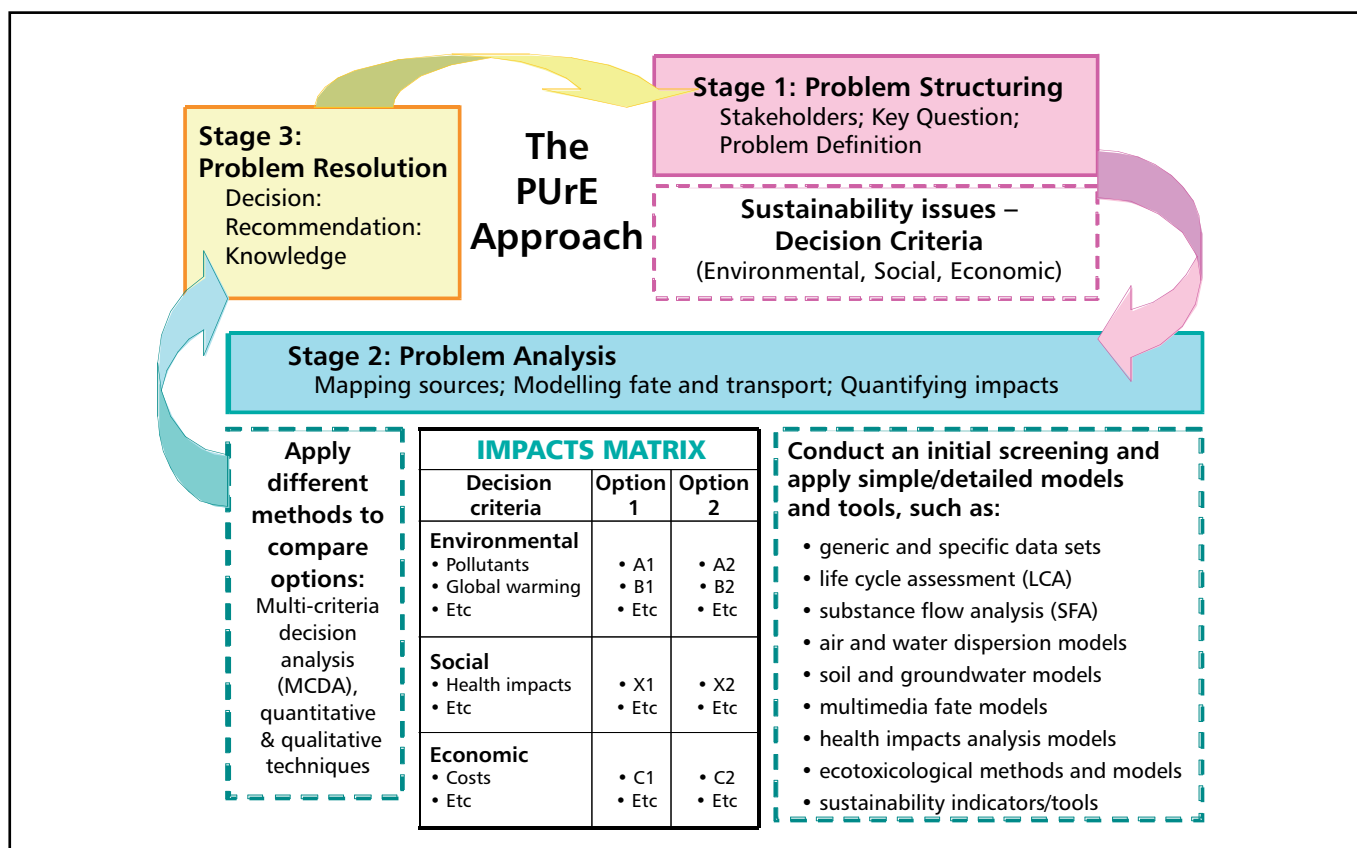 Stage 1: Problem Structuring
Stakeholders; Key Question;
Problem Definition
Stage 3:
Problem Resolution
Decision:
Recommendation:
Knowledge
The
PUrE
Approach
Sustainability issues –
Decision Criteria
(Environmental, Social, Economic)
Stage 2: Problem Analysis
Mapping sources; Modelling fate and transport; Quantifying impacts
Apply
different
methods to
compare
options:
Multi-criteria
decision
analysis
(MCDA),
quantitative
& qualitative
techniques
IMPACTS MATRIX
Decision criteria Option 1 Option 2
Environmental
• Pollutants • A1 • A2
• Global warming • B1 • B2
• Etc • Etc • Etc
Social
• Health impacts • X1 • X2
• Etc • Etc • Etc
Economic
• Costs • C1 • C2
• Etc • Etc • Etc
Conduct an initial screening and
apply simple/detailed models
and tools, such as:
• generic and specific data sets
• life cycle assessment (LCA)
• substance flow analysis (SFA)
• air and water dispersion models
• soil and groundwater models
• multimedia fate models
• health impacts analysis models
• ecotoxicological methods and models
• sustainability indicators/tools